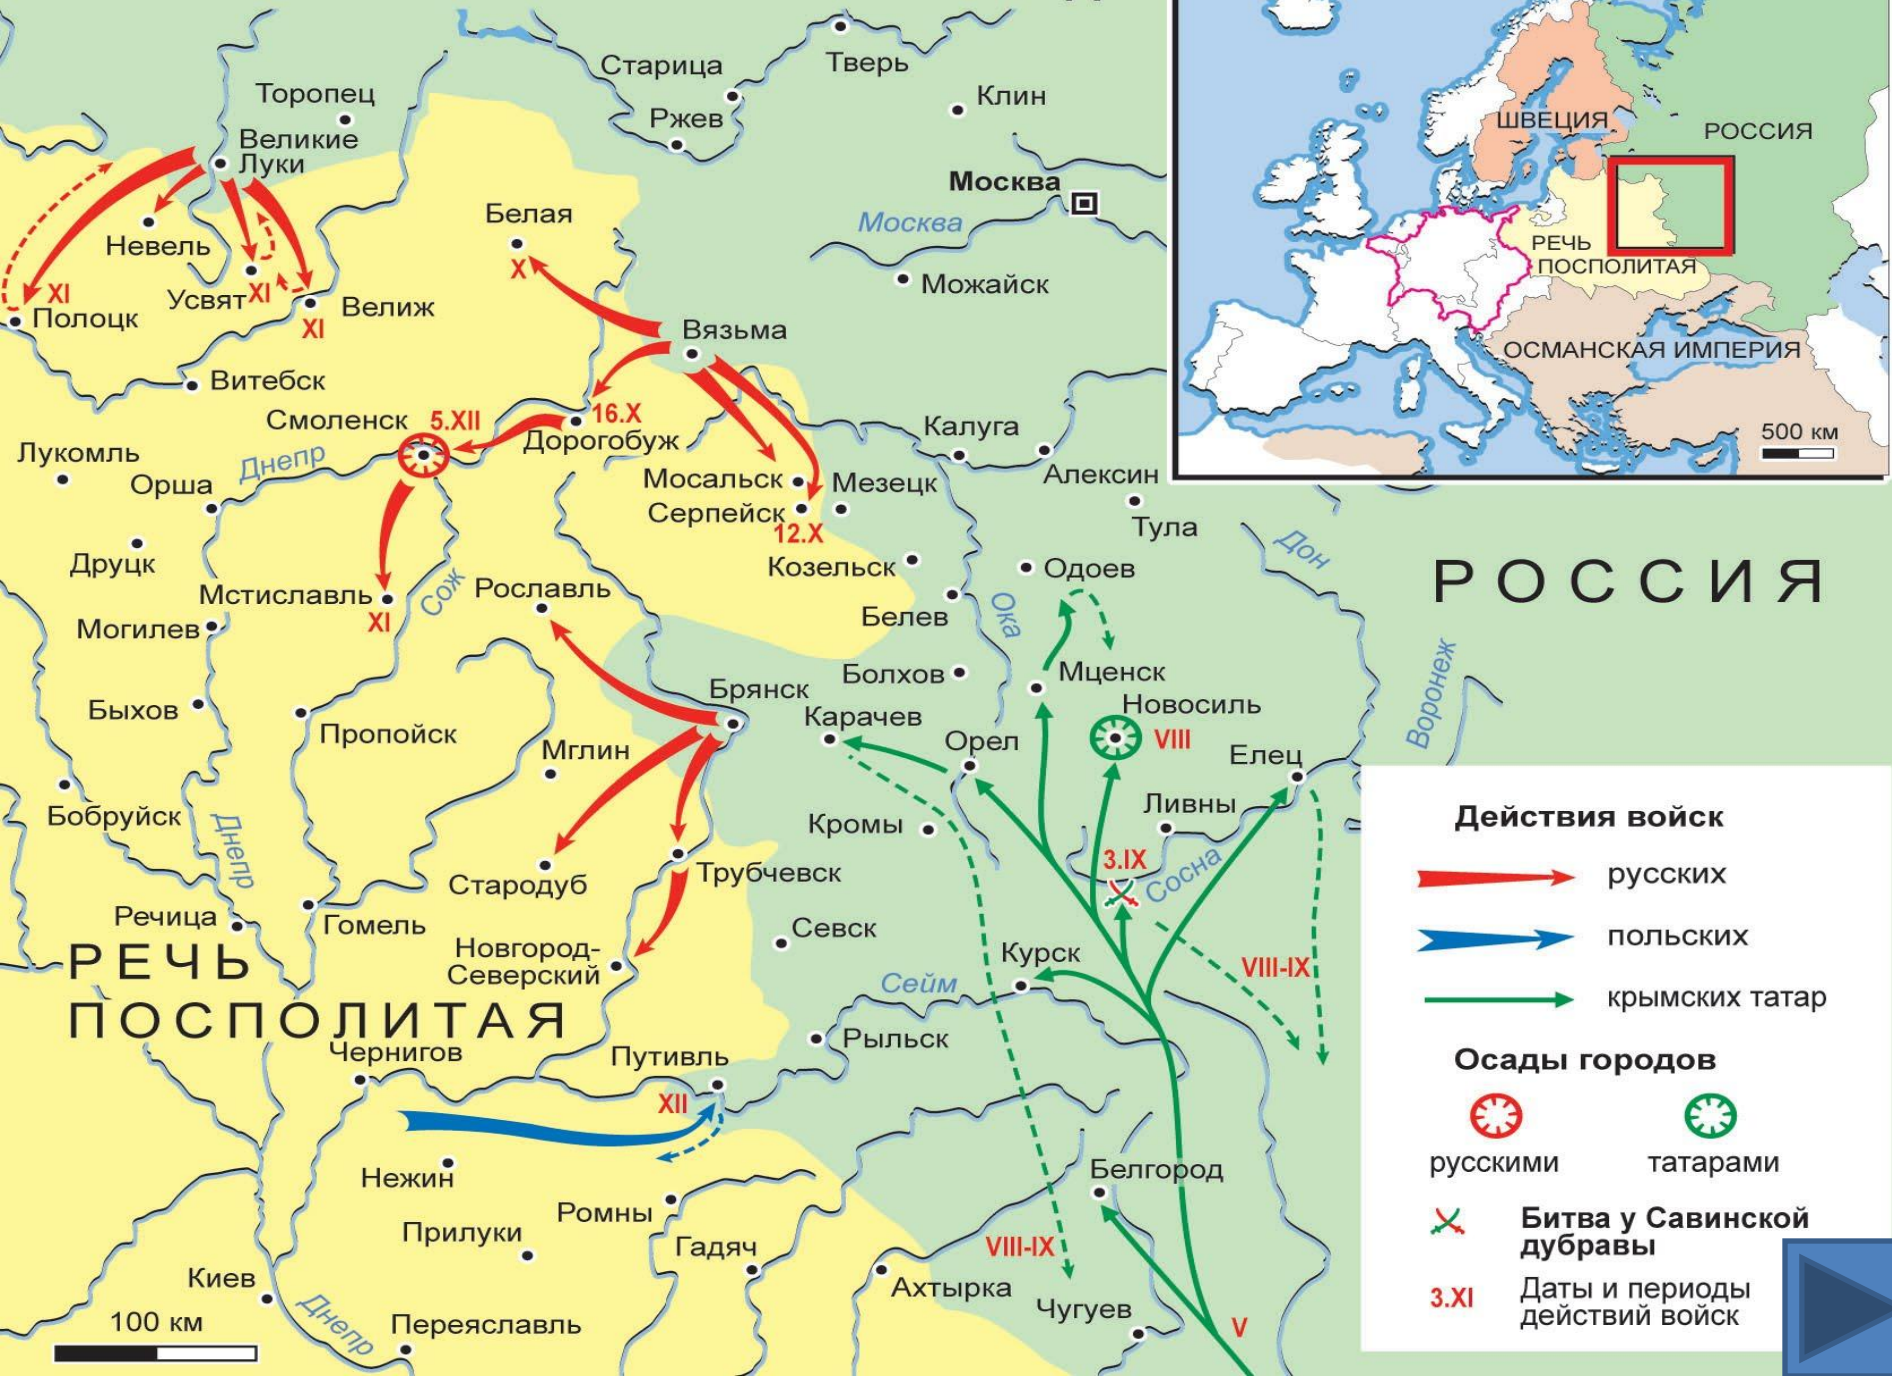 Старица
Тверь
Торопец
Ржев
Клин
Великие
Луки
Москва
Белая
Москва
X
Невель
Можайск
Усвят
XI
XI
Велиж
Полоцк
XI
Вязьма
Витебск
Смоленск
5.XII
16.X
Дорогобуж
Калуга
Лукомль
Днепр
Орша
Мосальск
Мезецк
Алексин
Серпейск
12.X
Тула
Друцк
Козельск
Одоев
Дон
РОССИЯ
Мстиславль
XI
Сож
Рославль
Белев
Ока
Могилев
Болхов
Мценск
Воронеж
Быхов
Пропойск
Брянск
Карачев
Новосиль
VIII
Мглин
Орел
Елец
Бобруйск
Днепр
Кромы
Ливны
3.IX
Сосна
Стародуб
Трубчевск
Речица
Гомель
Севск
РЕЧЬ
ПОСПОЛИТАЯ
Новгород-
Северский
Курск
VIII-IX
Сейм
Рыльск
Чернигов
Путивль
XII
Нежин
Белгород
Ромны
Прилуки
Гадяч
VIII-IX
Киев
Ахтырка
Чугуев
V
Днепр
Переяславль
100 км
ШВЕЦИЯ
РОССИЯ
РЕЧЬ
ПОСПОЛИТАЯ
ОСМАНСКАЯ ИМПЕРИЯ
500 км
Действия войск
русских
польских
крымских татар
Осады городов
русскими
татарами
Битва у Савинской
дубравы
3.XI
Даты и периоды
действий войск